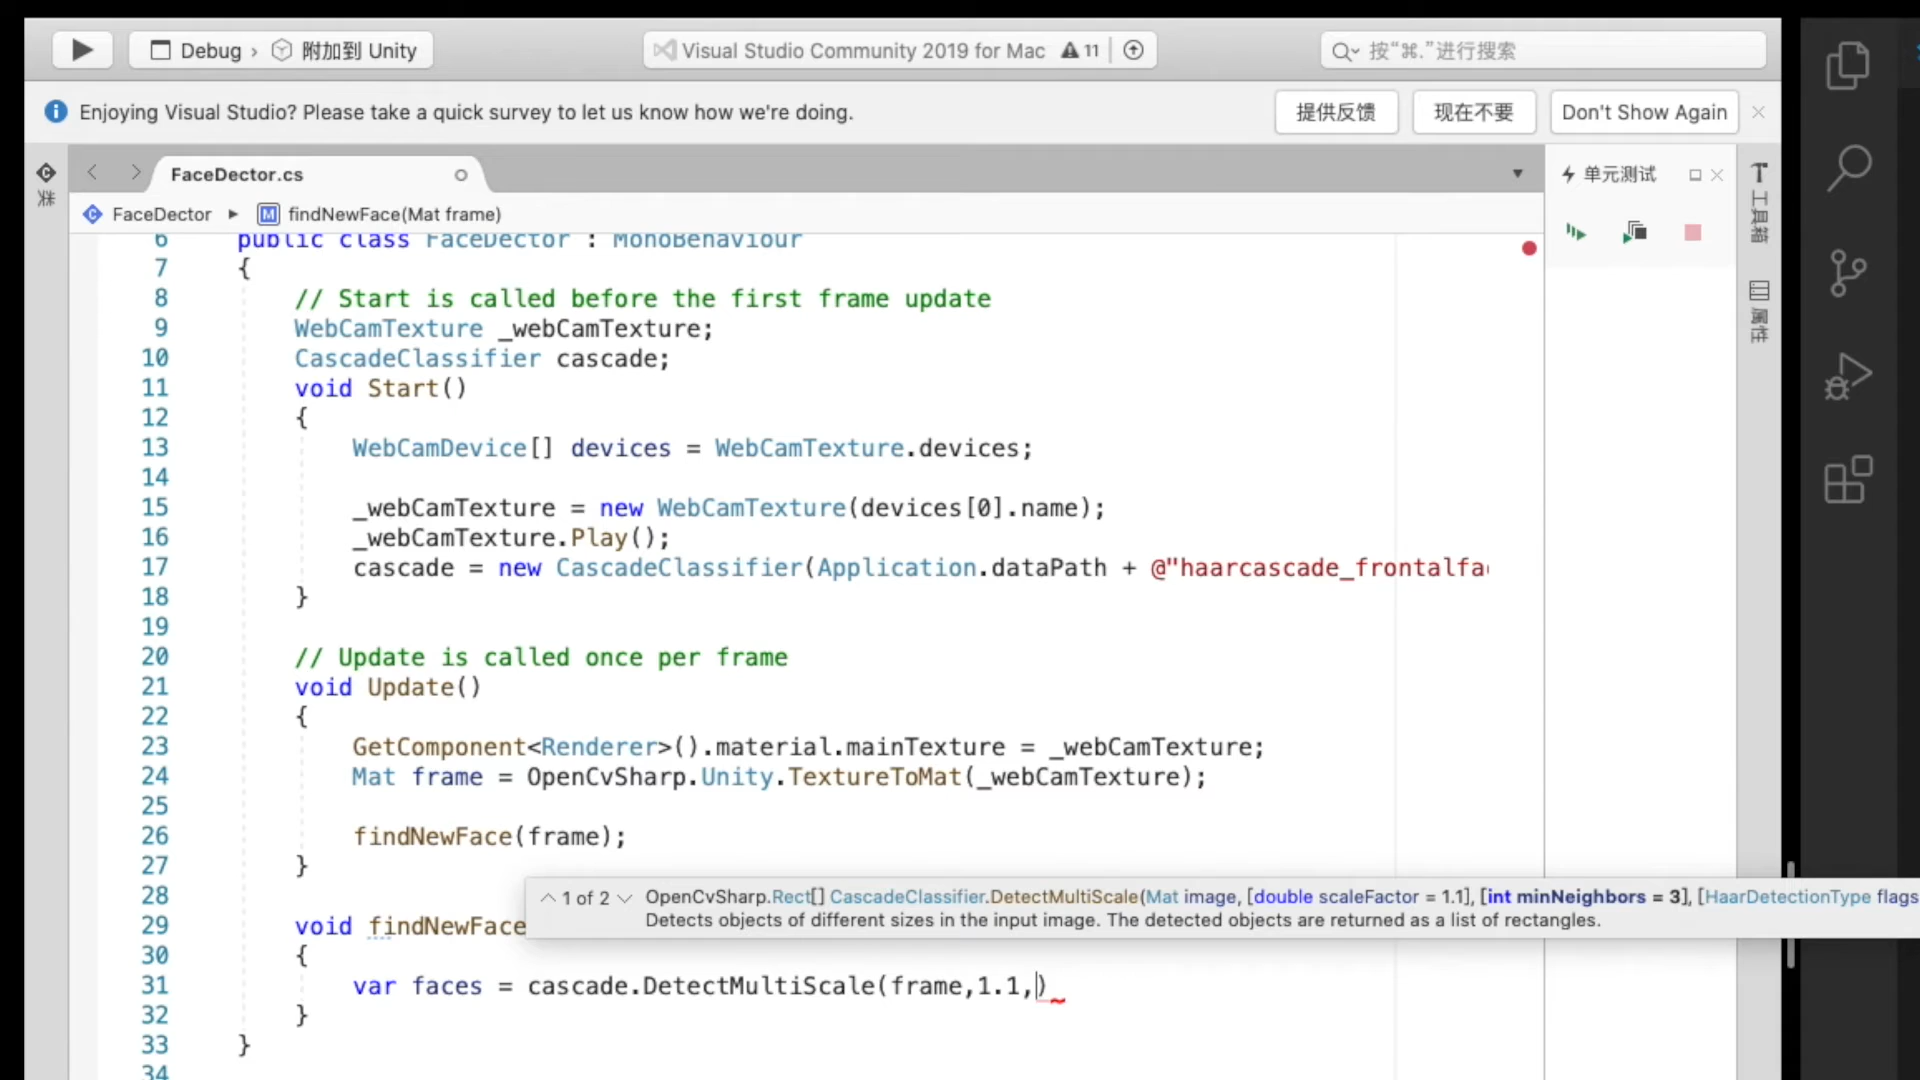 Debug › 附加到 Unity
Visual Studio Community 2019 for Mac 11
按“⌘.”进行搜索
Enjoying Visual Studio? Please take a quick survey to let us know how we're doing.
提供反馈
现在不要
Don't Show Again
FaceDector.cs
单元测试
工具箱
属性
FaceDector ▸ M findNewFace(Mat frame)
6 public class FaceDector : MonoBehaviour
7 {
8 // Start is called before the first frame update
9 WebCamTexture _webCamTexture;
10 CascadeClassifier cascade;
11 void Start()
12 {
13 WebCamDevice[] devices = WebCamTexture.devices;
14
15 _webCamTexture = new WebCamTexture(devices[0].name);
16 _webCamTexture.Play();
17 cascade = new CascadeClassifier(Application.dataPath + @"haarcascade_frontalfa
18 }
19
20 // Update is called once per frame
21 void Update()
22 {
23 GetComponent<Renderer>().material.mainTexture = _webCamTexture;
24 Mat frame = OpenCvSharp.Unity.TextureToMat(_webCamTexture);
25
26 findNewFace(frame);
27 }
28
1 of 2 OpenCvSharp.Rect[] CascadeClassifier.DetectMultiScale(Mat image, [double scaleFactor = 1.1], [int minNeighbors = 3], [HaarDetectionType flags
Detects objects of different sizes in the input image. The detected objects are returned as a list of rectangles.
29 void findNewFace
30 {
31 var faces = cascade.DetectMultiScale(frame,1.1,)
32 }
33 }
34